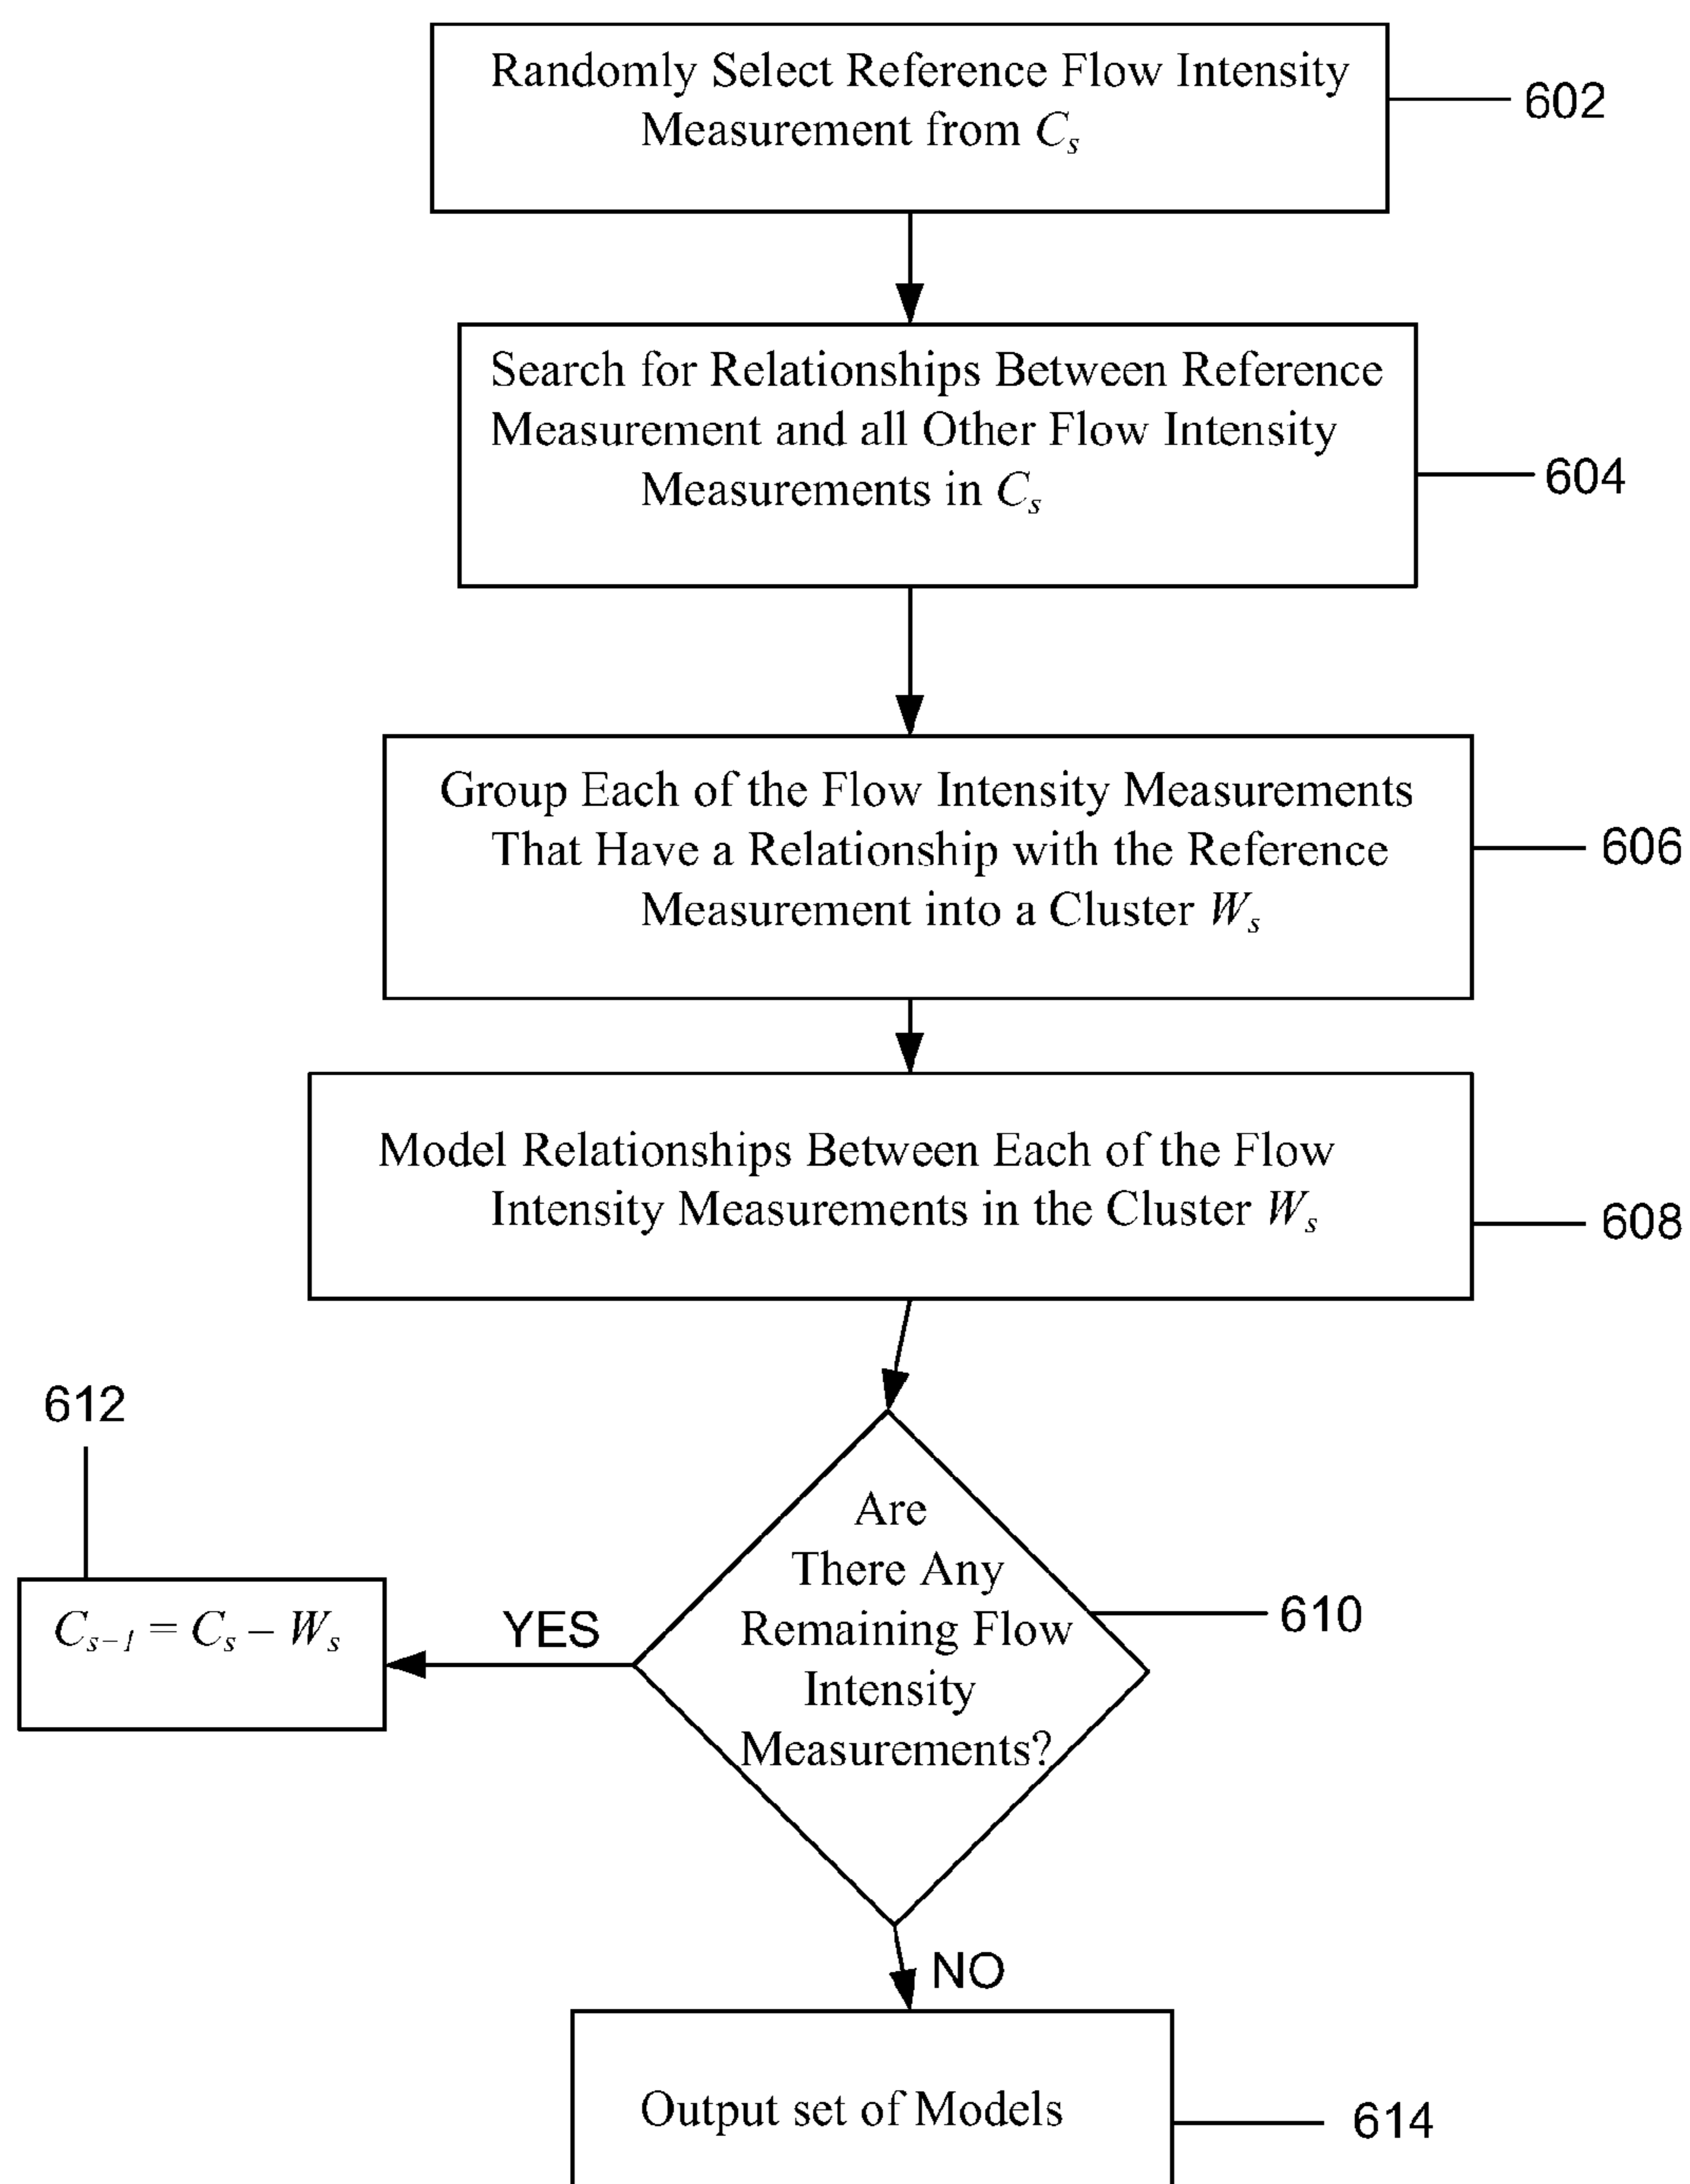 Randomly Select Reference Flow Intensity
Measurement from Cs
602
Search for Relationships Between Reference
Measurement and all Other Flow Intensity
Measurements in Cs
604
Group Each of the Flow Intensity Measurements
That Have a Relationship with the Reference
Measurement into a Cluster Ws
606
Model Relationships Between Each of the Flow
Intensity Measurements in the Cluster Ws
608
612
Cs–1 = Cs – Ws
YES
Are
There Any
Remaining Flow
Intensity
Measurements?
610
NO
Output set of Models
614